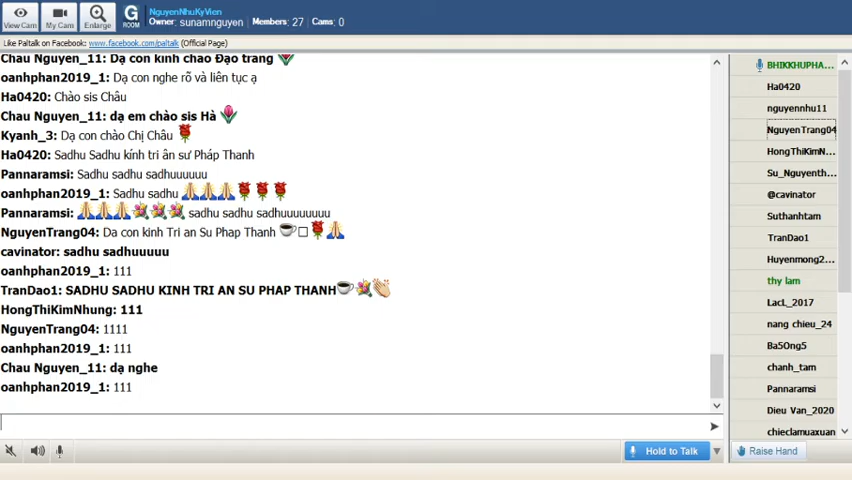 NguyenNhuKyVien
Owner: sunamnguyen Members: 27 Cams: 0
View Cam My Cam Enlarge G ROOM
Like Paltalk on Facebook: www.facebook.com/paltalk (Official Page)
Chau Nguyen_11: Dạ con kính chào Đạo tràng
oanhphan2019_1: Dạ con nghe rõ và liên tục ạ
Ha0420: Chào sis Châu
Chau Nguyen_11: dạ em chào sis Hà
Kyanh_3: Dạ con chào Chị Châu
Ha0420: Sadhu Sadhu kính tri ân sư Pháp Thanh
Pannaramsi: Sadhu sadhu sadhuuuuuu
oanhphan2019_1: Sadhu sadhu
Pannaramsi: sadhu sadhu sadhuuuuuuuu
NguyenTrang04: Da con kinh Tri an Su Phap Thanh
cavinator: sadhu sadhuuuuu
oanhphan2019_1: 111
TranDao1: SADHU SADHU KINH TRI AN SU PHAP THANH
HongThiKimNhung: 111
NguyenTrang04: 1111
oanhphan2019_1: 111
Chau Nguyen_11: dạ nghe
oanhphan2019_1: 111
Hold to Talk
BHIKKHUPHA...
Ha0420
nguyennhu11
NguyenTrang04
HongThiKimN...
Su_Nguyenth...
@cavinator
Suthanhtam
TranDao1
Huyenmong2...
thy lam
LacL_2017
nang chieu_24
Ba5Ong5
chanh_tam
Pannaramsi
Dieu Van_2020
chieclamuaxuan
Raise Hand